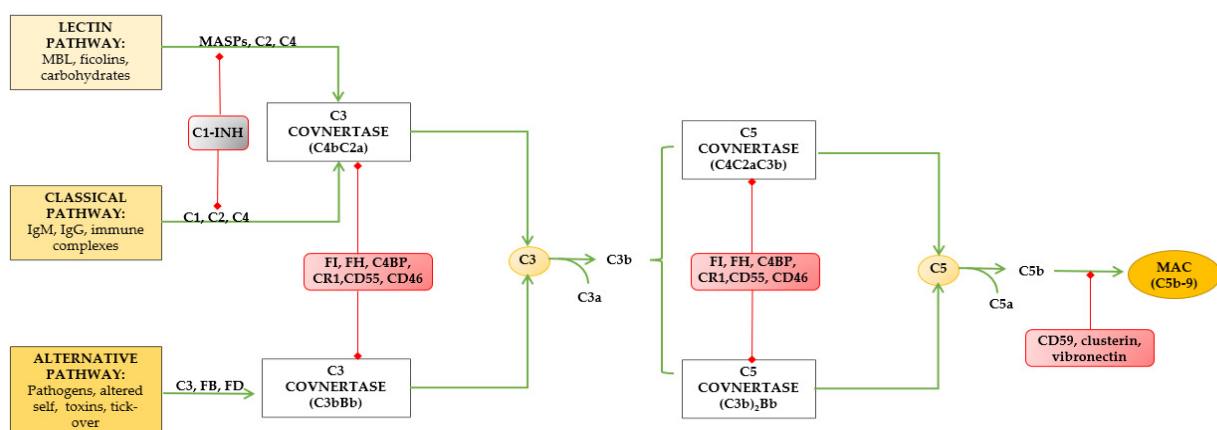 LECTIN
PATHWAY:
MBL, ficolins,
carbohydrates
MASPs, C2, C4
C1-INH
CLASSICAL
PATHWAY:
IgM, IgG, immune
complexes
C1, C2, C4
ALTERNATIVE
PATHWAY:
Pathogens, altered
self, toxins, tick-
over
C3, FB, FD
C3
COVNERTASE
(C4bC2a)
FI, FH, C4BP,
CR1,CD55, CD46
C3
COVNERTASE
(C3bBb)
C3
C3b
C3a
C5
COVNERTASE
(C4C2aC3b)
FI, FH, C4BP,
CR1,CD55, CD46
C5
COVNERTASE
(C3b)₂Bb
C5
C5b
C5a
MAC
(C5b-9)
CD59, clusterin,
vibronectin